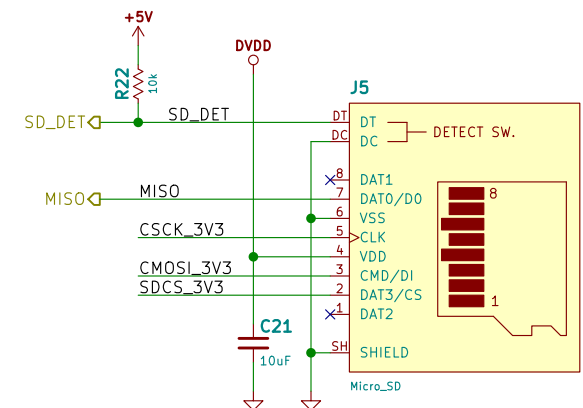 +5V
DVDD
R22
10k
J5
SD_DET
SD_DET
DT
DT
DETECT SW.
DC
DC
8
DAT1
8
MISO
MISO
7
DAT0/D0
6
VSS
CSCK_3V3
5
CLK
4
VDD
CMOSI_3V3
3
CMD/DI
SDCS_3V3
2
DAT3/CS
1
1
DAT2
C21
10uF
SH
SHIELD
Micro_SD